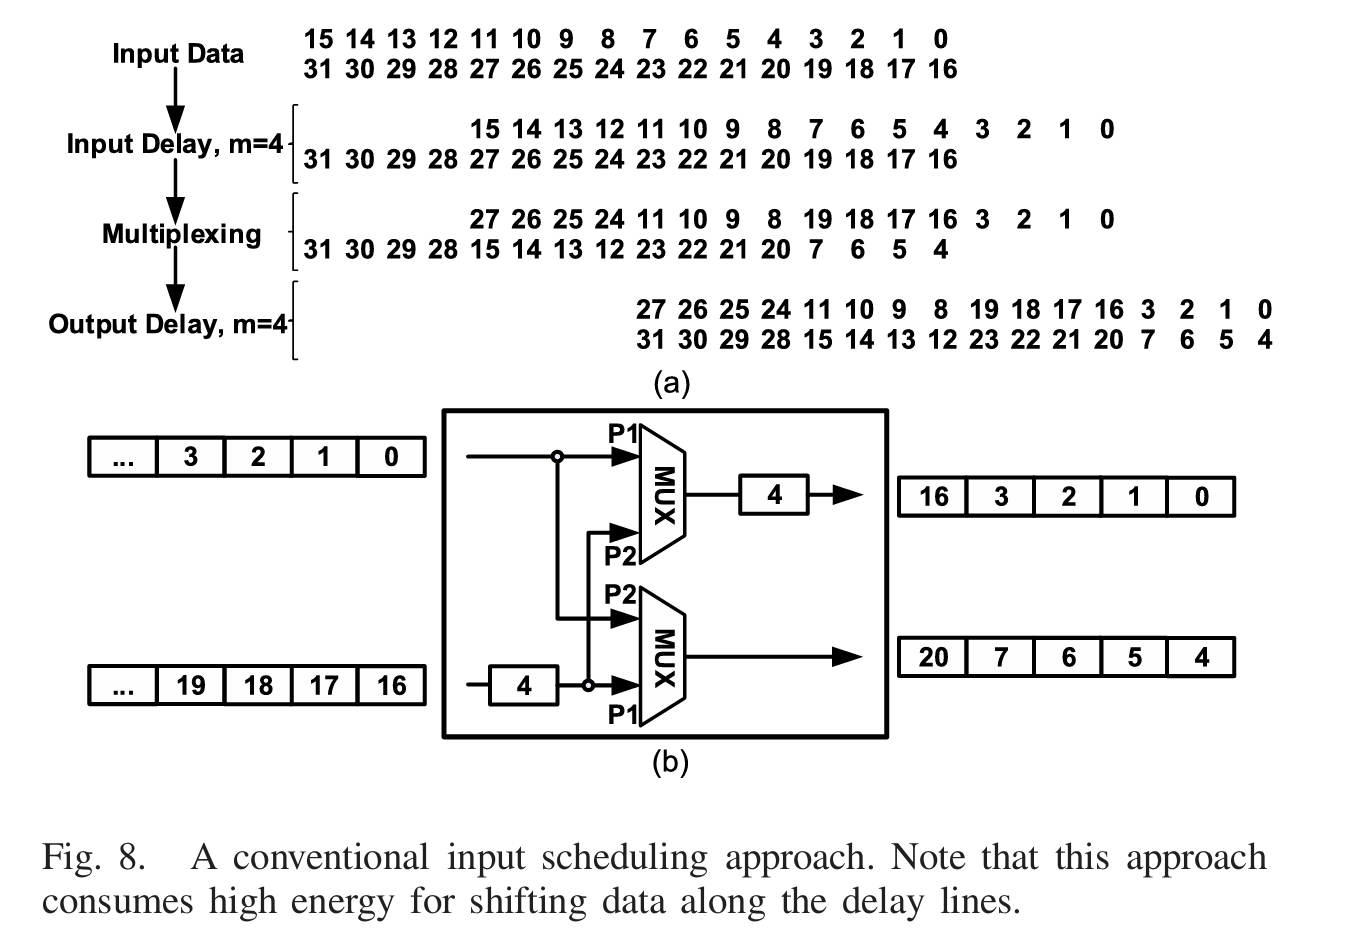 Input Data
15 14 13 12 11 10 9 8 7 6 5 4 3 2 1 0
31 30 29 28 27 26 25 24 23 22 21 20 19 18 17 16
Input Delay, m=4
15 14 13 12 11 10 9 8 7 6 5 4 3 2 1 0
31 30 29 28 27 26 25 24 23 22 21 20 19 18 17 16
Multiplexing
27 26 25 24 11 10 9 8 19 18 17 16 3 2 1 0
31 30 29 28 15 14 13 12 23 22 21 20 7 6 5 4
Output Delay, m=4
27 26 25 24 11 10 9 8 19 18 17 16 3 2 1 0
31 30 29 28 15 14 13 12 23 22 21 20 7 6 5 4
(a)
... 3 2 1 0
P1
MUX
P2
4
16 3 2 1 0
... 19 18 17 16
4
P2
MUX
P1
20 7 6 5 4
(b)
Fig. 8. A conventional input scheduling approach. Note that this approach
consumes high energy for shifting data along the delay lines.